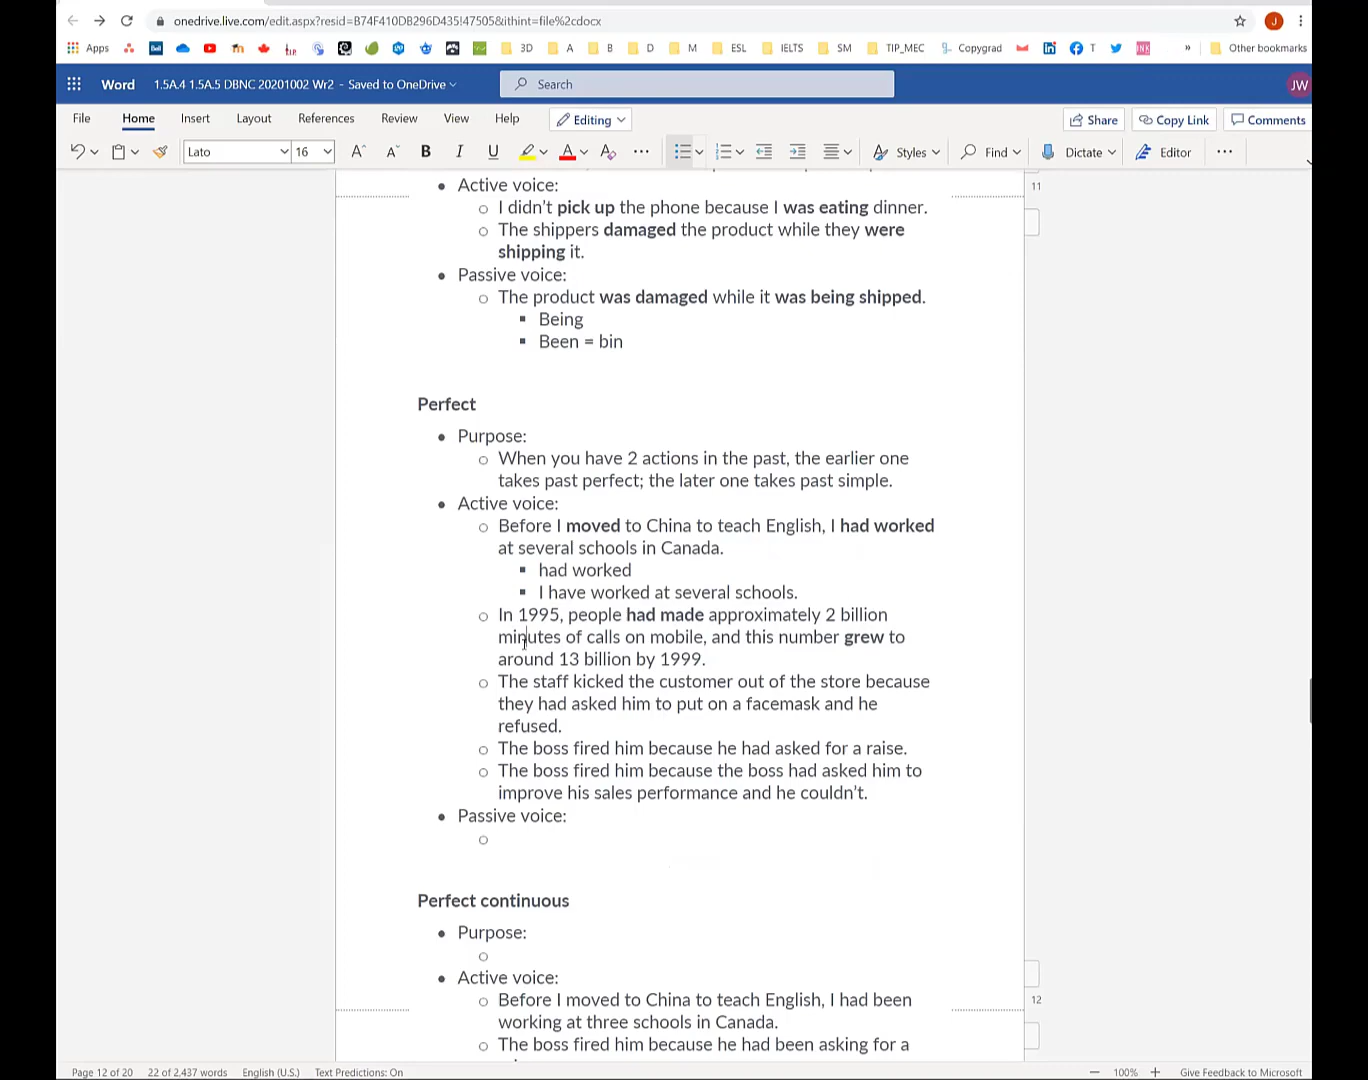 onedrive.live.com/edit.aspx?resid=B74F410DB296D435!47505&ithint=file%2cdocx
J
Apps
Bell
3D
A
B
D
M
ESL
IELTS
SM
TIP_MEC
Copygrad
T
»
Other bookmarks
Word
1.5A.4 1.5A.5 DBNC 20201002 Wr2 - Saved to OneDrive
Search
JW
File
Home
Insert
Layout
References
Review
View
Help
Editing
Share
Copy Link
Comments
Lato
16
A
A
B
I
U
A
A
Styles
Find
Dictate
Editor
11
• Active voice:
○ I didn't pick up the phone because I was eating dinner.
○ The shippers damaged the product while they were
shipping it.
• Passive voice:
○ The product was damaged while it was being shipped.
▪ Being
▪ Been = bin
Perfect
• Purpose:
○ When you have 2 actions in the past, the earlier one
takes past perfect; the later one takes past simple.
• Active voice:
○ Before I moved to China to teach English, I had worked
at several schools in Canada.
▪ had worked
▪ I have worked at several schools.
○ In 1995, people had made approximately 2 billion
minutes of calls on mobile, and this number grew to
around 13 billion by 1999.
○ The staff kicked the customer out of the store because
they had asked him to put on a facemask and he
refused.
○ The boss fired him because he had asked for a raise.
○ The boss fired him because the boss had asked him to
improve his sales performance and he couldn't.
• Passive voice:
○
Perfect continuous
• Purpose:
○
• Active voice:
○ Before I moved to China to teach English, I had been
working at three schools in Canada.
○ The boss fired him because he had been asking for a
12
Page 12 of 20
22 of 2,437 words
English (U.S.)
Text Predictions: On
100%
Give Feedback to Microsoft